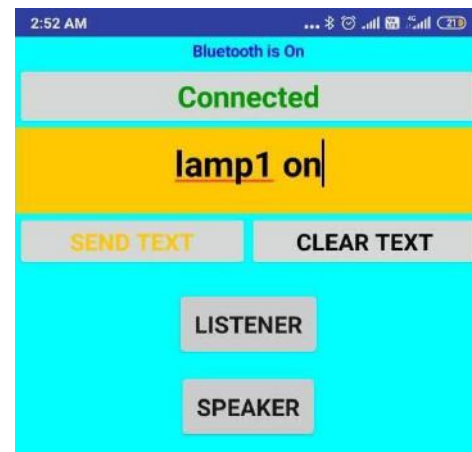 2:52 AM
Bluetooth is On
Connected
lamp1 on
SEND TEXT CLEAR TEXT
LISTENER
SPEAKER